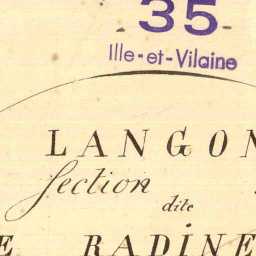 35
Ille-et-Vilaine
LANGON
Section
dite
E RADINE